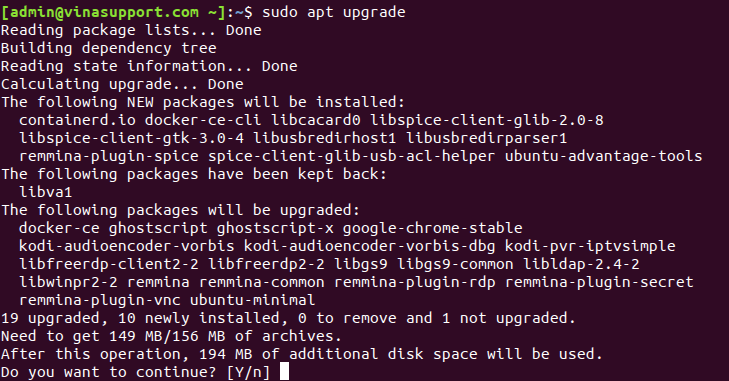 [admin@vinasupport.com ~]:~$ sudo apt upgrade
Reading package lists... Done
Building dependency tree
Reading state information... Done
Calculating upgrade... Done
The following NEW packages will be installed:
  containerd.io docker-ce-cli libcacard0 libspice-client-glib-2.0-8
  libspice-client-gtk-3.0-4 libusbredirhost1 libusbredirparser1
  remmina-plugin-spice spice-client-glib-usb-acl-helper ubuntu-advantage-tools
The following packages have been kept back:
  libva1
The following packages will be upgraded:
  docker-ce ghostscript ghostscript-x google-chrome-stable
  kodi-audioencoder-vorbis kodi-audioencoder-vorbis-dbg kodi-pvr-iptvsimple
  libfreerdp-client2-2 libfreerdp2-2 libgs9 libgs9-common libldap-2.4-2
  libwinpr2-2 remmina remmina-common remmina-plugin-rdp remmina-plugin-secret
  remmina-plugin-vnc ubuntu-minimal
19 upgraded, 10 newly installed, 0 to remove and 1 not upgraded.
Need to get 149 MB/156 MB of archives.
After this operation, 194 MB of additional disk space will be used.
Do you want to continue? [Y/n]